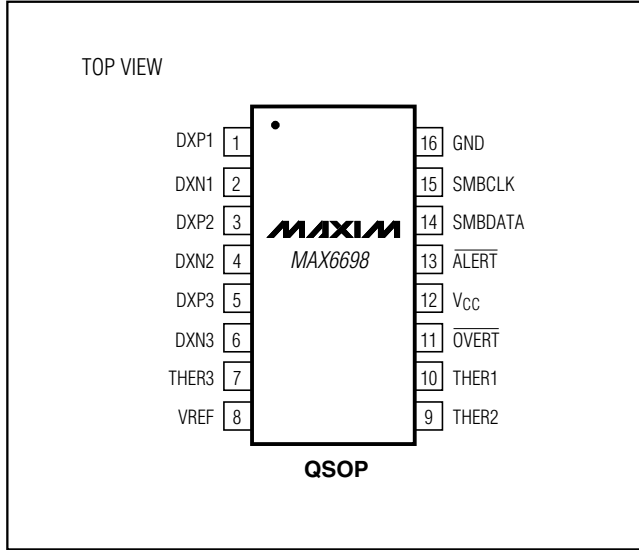 TOP VIEW
DXP1 1
DXN1 2
DXP2 3
DXN2 4
DXP3 5
DXN3 6
THER3 7
VREF 8
MAXIM
MAX6698
16 GND
15 SMBCLK
14 SMBDATA
13 ALERT
12 VCC
11 OVERT
10 THER1
9 THER2
QSOP